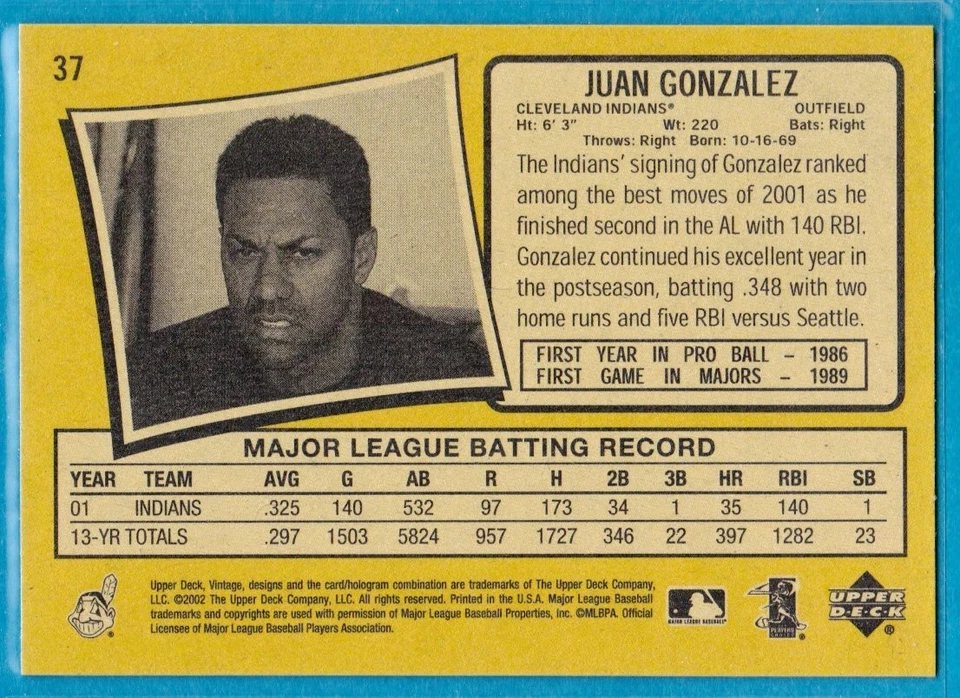 37
JUAN GONZALEZ
CLEVELAND INDIANS® OUTFIELD
Ht: 6' 3" Wt: 220 Bats: Right
Throws: Right Born: 10-16-69
The Indians' signing of Gonzalez ranked
among the best moves of 2001 as he
finished second in the AL with 140 RBI.
Gonzalez continued his excellent year in
the postseason, batting .348 with two
home runs and five RBI versus Seattle.
FIRST YEAR IN PRO BALL – 1986
FIRST GAME IN MAJORS – 1989
MAJOR LEAGUE BATTING RECORD
YEAR TEAM AVG G AB R H 2B 3B HR RBI SB
01 INDIANS .325 140 532 97 173 34 1 35 140 1
13-YR TOTALS .297 1503 5824 957 1727 346 22 397 1282 23
Upper Deck, Vintage, designs and the card/hologram combination are trademarks of The Upper Deck Company,
LLC. ©2002 The Upper Deck Company, LLC. All rights reserved. Printed in the U.S.A. Major League Baseball
trademarks and copyrights are used with permission of Major League Baseball Properties, Inc. ©MLBPA. Official
Licensee of Major League Baseball Players Association.
®
MAJOR LEAGUE BASEBALL
PLAYERS
CHOICE
®
UPPER
DECK
®